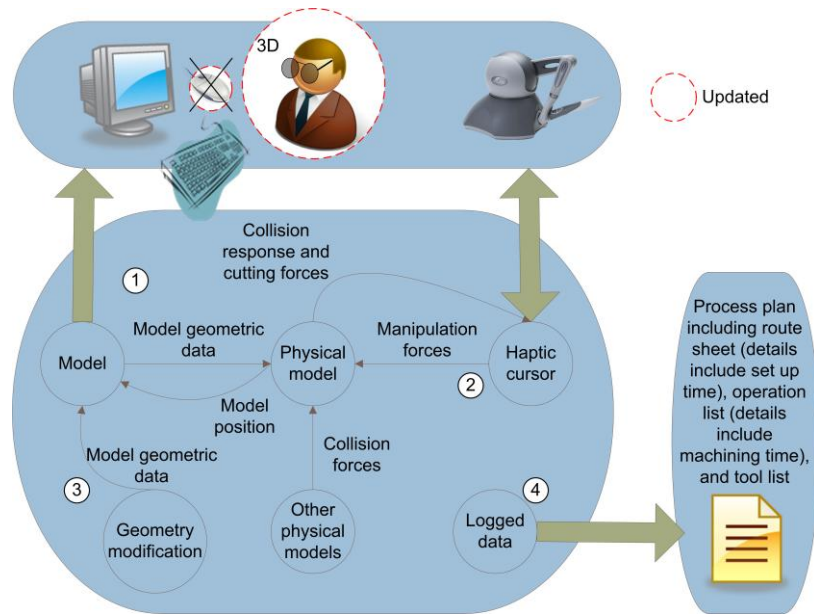 3D
Updated
Collision
response and
cutting forces
1
Model geometric
data
Manipulation
forces
Model
Physical
model
Haptic
cursor
2
Model
position
Model geometric
data
Collision
forces
3
4
Geometry
modification
Other
physical
models
Logged
data
Process plan
including route
sheet (details
include set up
time), operation
list (details
include
machining time),
and tool list